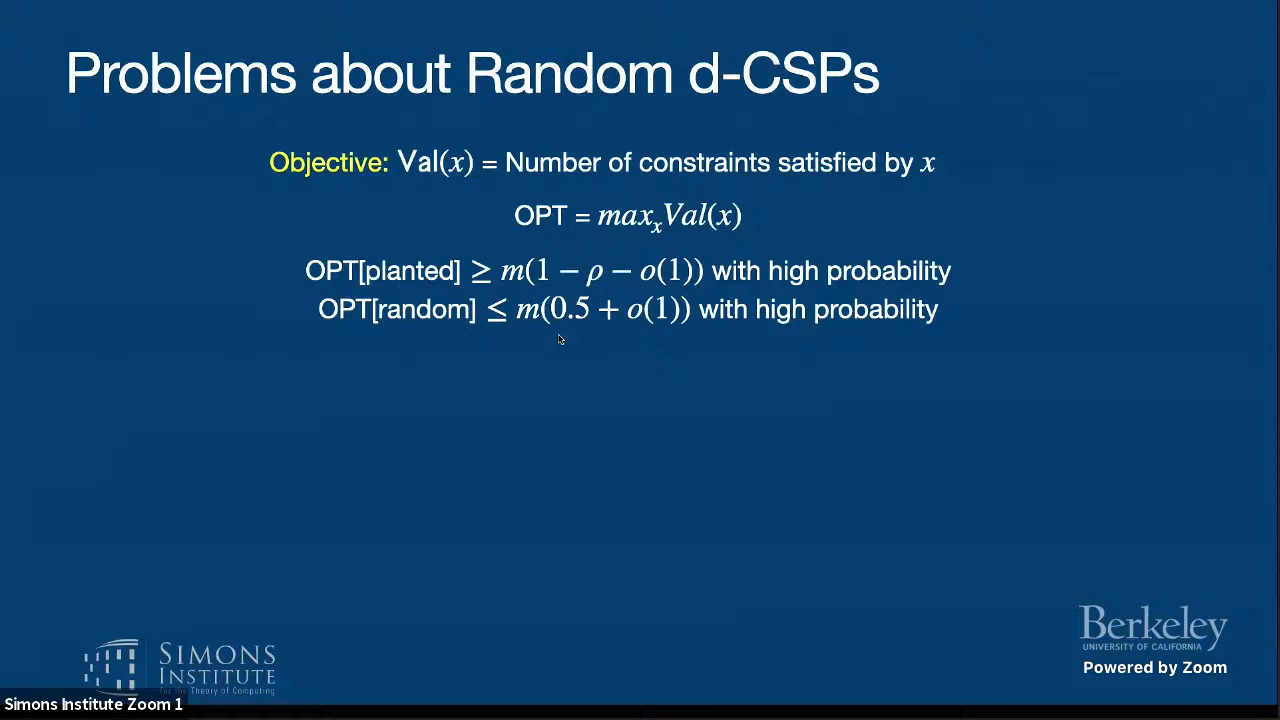 Problems about Random d-CSPs
Objective: Val(x) = Number of constraints satisfied by x
OPT = max_x Val(x)
OPT[planted] ≥ m(1 − ρ − o(1)) with high probability
OPT[random] ≤ m(0.5 + o(1)) with high probability
SIMONS
INSTITUTE
for the Theory of Computing
Berkeley
UNIVERSITY OF CALIFORNIA
Powered by Zoom
Simons Institute Zoom 1